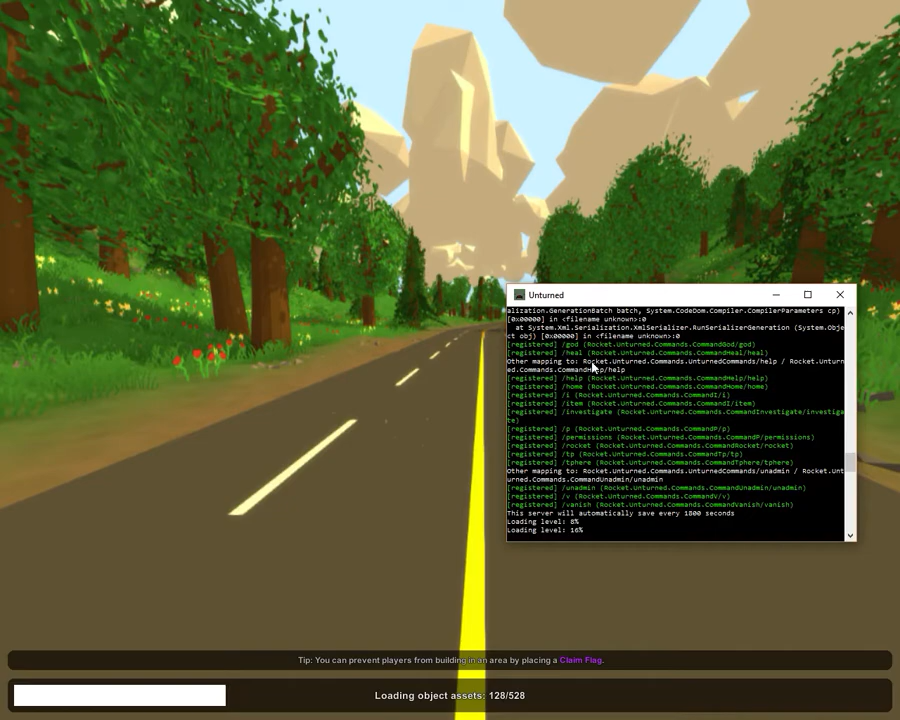 Unturned
alization.GenerationBatch batch, System.CodeDom.Compiler.CompilerParameters cp)
[0x00000] in <filename unknown>:0
at System.Xml.Serialization.XmlSerializer.RunSerializerGeneration (System.Obje
ct obj) [0x00000] in <filename unknown>:0
[registered] /god (Rocket.Unturned.Commands.CommandGod/god)
[registered] /heal (Rocket.Unturned.Commands.CommandHeal/heal)
Other mapping to: Rocket.Unturned.Commands.UnturnedCommands/help / Rocket.Unturn
ed.Commands.CommandHelp/help
[registered] /help (Rocket.Unturned.Commands.CommandHelp/help)
[registered] /home (Rocket.Unturned.Commands.CommandHome/home)
[registered] /i (Rocket.Unturned.Commands.CommandI/i)
[registered] /item (Rocket.Unturned.Commands.CommandI/item)
[registered] /investigate (Rocket.Unturned.Commands.CommandInvestigate/investiga
te)
[registered] /p (Rocket.Unturned.Commands.CommandP/p)
[registered] /permissions (Rocket.Unturned.Commands.CommandP/permissions)
[registered] /rocket (Rocket.Unturned.Commands.CommandRocket/rocket)
[registered] /tp (Rocket.Unturned.Commands.CommandTp/tp)
[registered] /tphere (Rocket.Unturned.Commands.CommandTphere/tphere)
Other mapping to: Rocket.Unturned.Commands.UnturnedCommands/unadmin / Rocket.Unt
urned.Commands.CommandUnadmin/unadmin
[registered] /unadmin (Rocket.Unturned.Commands.CommandUnadmin/unadmin)
[registered] /v (Rocket.Unturned.Commands.CommandV/v)
[registered] /vanish (Rocket.Unturned.Commands.CommandVanish/vanish)
This server will automatically save every 1800 seconds
Loading level: 8%
Loading level: 16%
Tip: You can prevent players from building in an area by placing a Claim Flag.
Loading object assets: 128/528